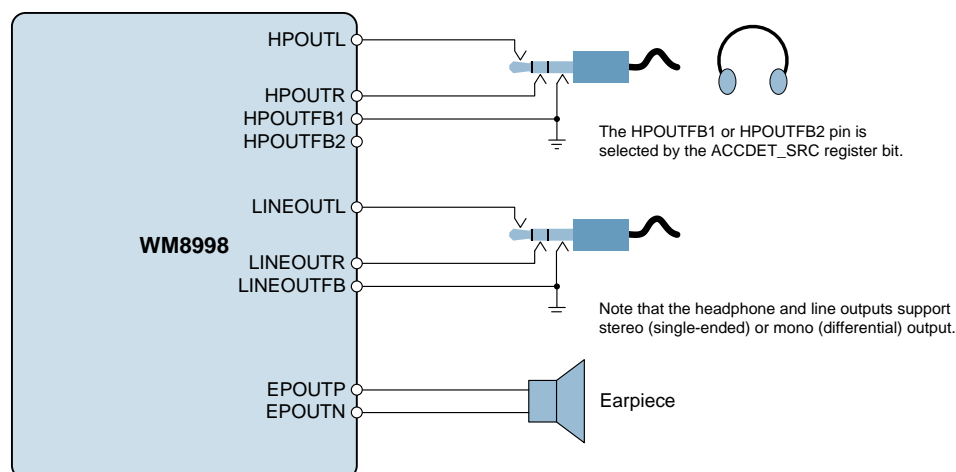 HPOUTL
HPOUTR
HPOUTFB1
HPOUTFB2
The HPOUTFB1 or HPOUTFB2 pin is
selected by the ACCDET_SRC register bit.
LINEOUTL
WM8998
LINEOUTR
LINEOUTFB
Note that the headphone and line outputs support
stereo (single-ended) or mono (differential) output.
EPOUTP
EPOUTN
Earpiece